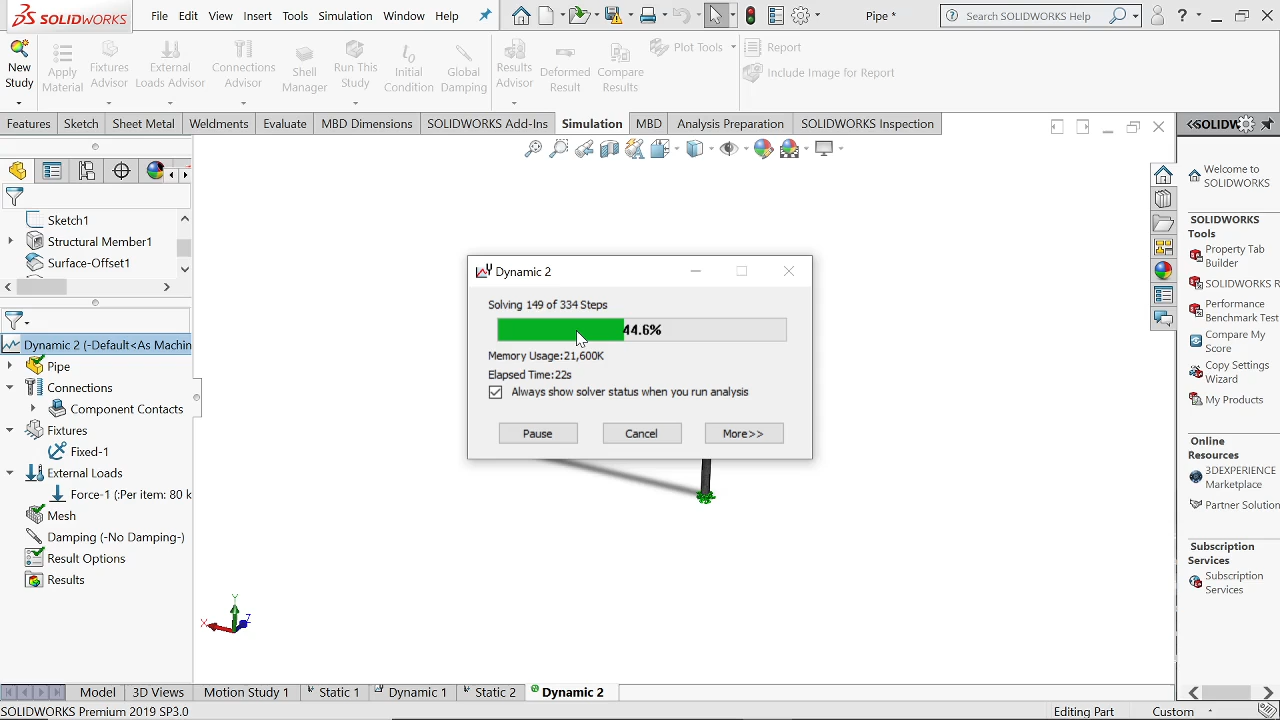 SOLIDWORKS File Edit View Insert Tools Simulation Window Help Pipe * Search SOLIDWORKS Help ?
New Study
Apply Material
Fixtures Advisor
External Loads Advisor
Connections Advisor
Shell Manager
Run This Study
Initial Condition
Global Damping
Results Advisor
Deformed Result
Compare Results
Plot Tools
Report
Include Image for Report
Features Sketch Sheet Metal Weldments Evaluate MBD Dimensions SOLIDWORKS Add-Ins Simulation MBD Analysis Preparation SOLIDWORKS Inspection
Sketch1
Structural Member1
Surface-Offset1
Dynamic 2 (-Default<As Machin
Pipe
Connections
Component Contacts
Fixtures
Fixed-1
External Loads
Force-1 (:Per item: 80 k
Mesh
Damping (-No Damping-)
Result Options
Results
Dynamic 2
Solving 149 of 334 Steps
44.6%
Memory Usage:21,600K
Elapsed Time:22s
Always show solver status when you run analysis
Pause Cancel More>>
Y
X Z
SOLIDW
Welcome to
SOLIDWORKS
SOLIDWORKS
Tools
Property Tab
Builder
SOLIDWORKS R
Performance
Benchmark Test
Compare My
Score
Copy Settings
Wizard
My Products
Online
Resources
3DEXPERIENCE
Marketplace
Partner Solution
Subscription
Services
Subscription
Services
Model 3D Views Motion Study 1 Static 1 Dynamic 1 Static 2 Dynamic 2
SOLIDWORKS Premium 2019 SP3.0 Editing Part Custom